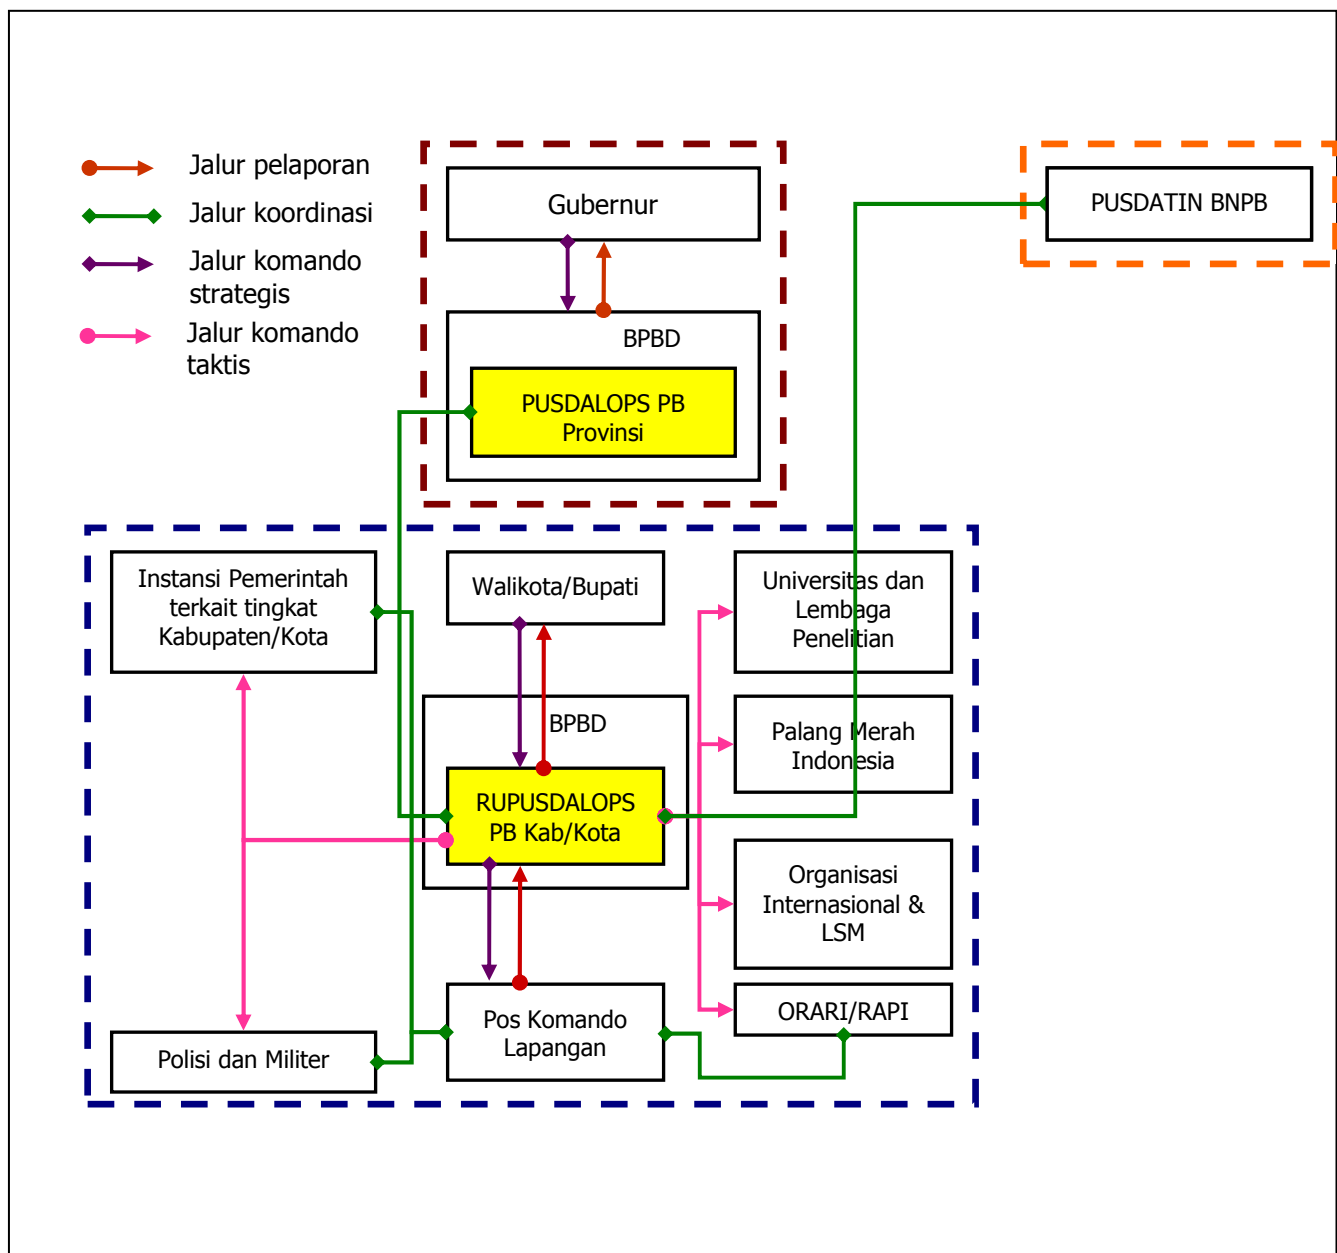 Jalur pelaporan
Jalur koordinasi
Jalur komando
strategis
Jalur komando
taktis
Gubernur
BPBD
PUSDALOPS PB
Provinsi
PUSDATIN BNPB
Instansi Pemerintah
terkait tingkat
Kabupaten/Kota
Walikota/Bupati
Universitas dan
Lembaga
Penelitian
BPBD
RUPUSDALOPS
PB Kab/Kota
Palang Merah
Indonesia
Organisasi
Internasional &
LSM
Polisi dan Militer
Pos Komando
Lapangan
ORARI/RAPI